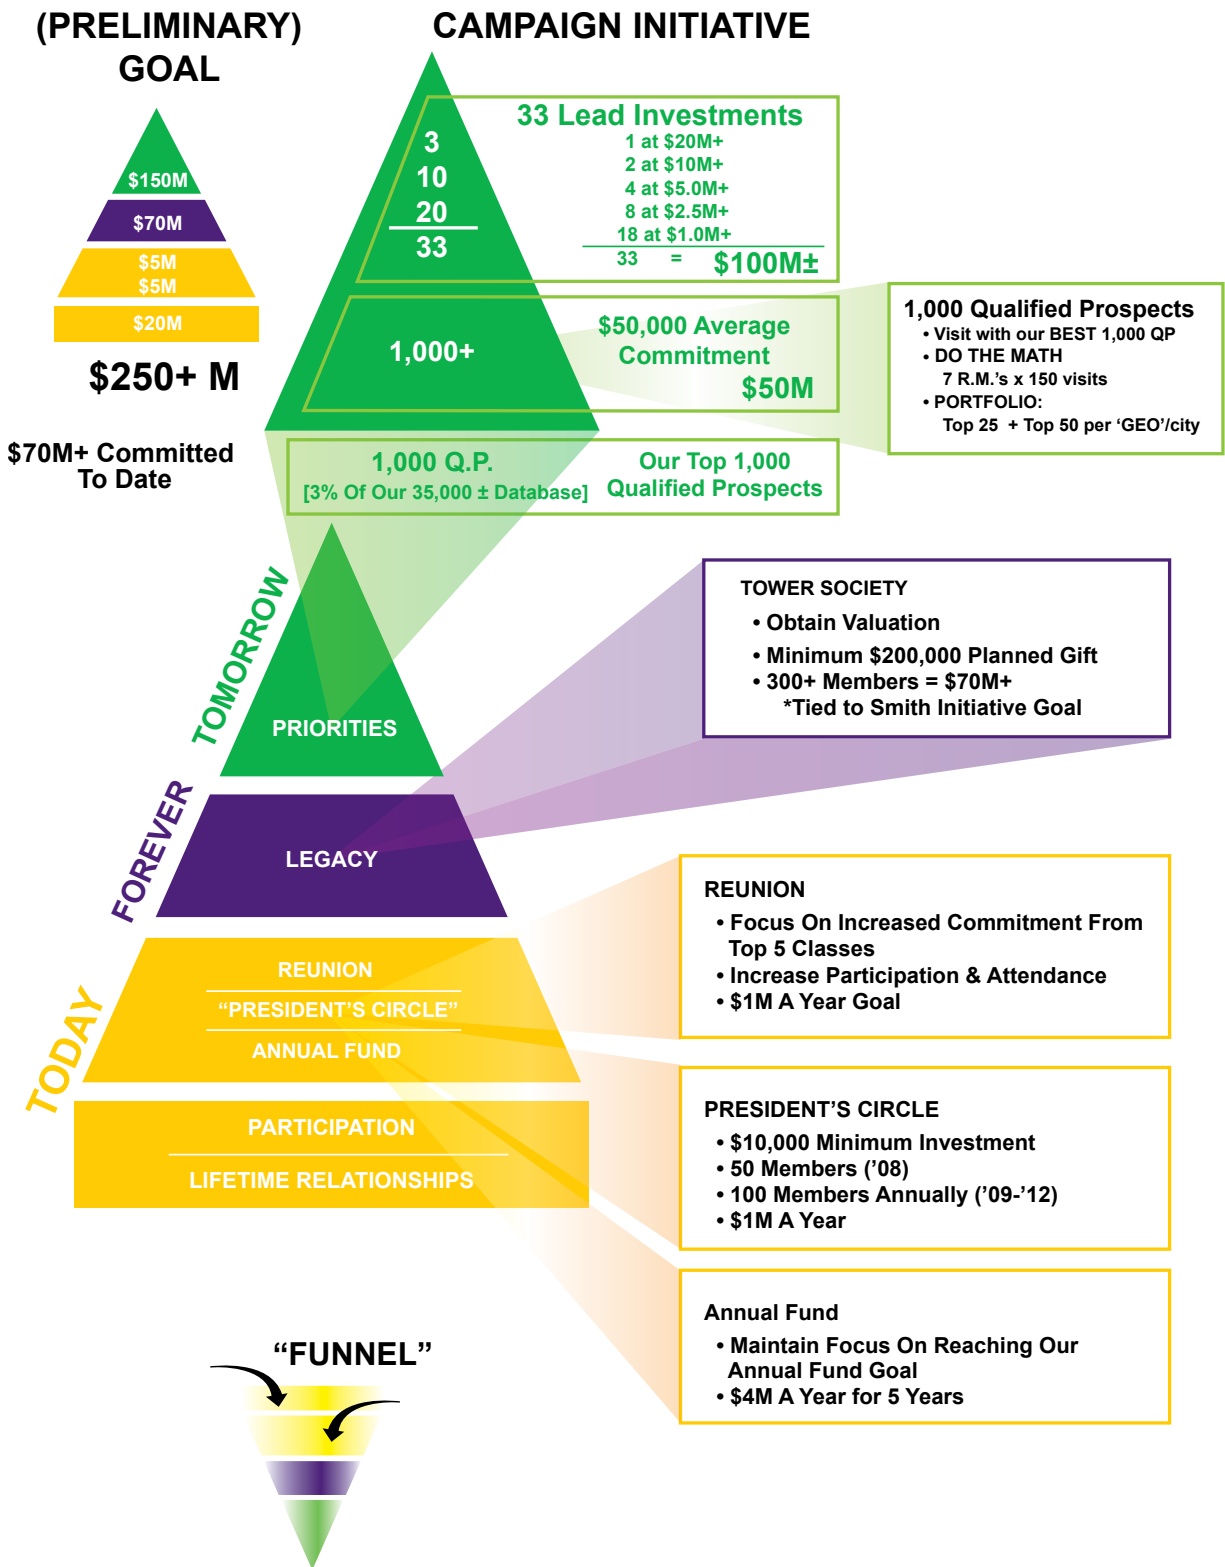 (PRELIMINARY)
GOAL
$150M
$70M
$5M
$5M
$20M
$250+ M
$70M+ Committed
To Date
CAMPAIGN INITIATIVE
3
10
20
33
33 Lead Investments
1 at $20M+
2 at $10M+
4 at $5.0M+
8 at $2.5M+
18 at $1.0M+
33 = $100M±
1,000+
$50,000 Average
Commitment
$50M
1,000 Qualified Prospects
• Visit with our BEST 1,000 QP
• DO THE MATH
7 R.M.'s x 150 visits
• PORTFOLIO:
Top 25 + Top 50 per ‘GEO’/city
1,000 Q.P.
[3% Of Our 35,000 ± Database]
Our Top 1,000
Qualified Prospects
TOMORROW
PRIORITIES
TOWER SOCIETY
• Obtain Valuation
• Minimum $200,000 Planned Gift
• 300+ Members = $70M+
*Tied to Smith Initiative Goal
FOREVER
LEGACY
TODAY
REUNION
“PRESIDENT’S CIRCLE”
ANNUAL FUND
PARTICIPATION
LIFETIME RELATIONSHIPS
REUNION
• Focus On Increased Commitment From
Top 5 Classes
• Increase Participation & Attendance
• $1M A Year Goal
PRESIDENT’S CIRCLE
• $10,000 Minimum Investment
• 50 Members (’08)
• 100 Members Annually (’09-’12)
• $1M A Year
Annual Fund
• Maintain Focus On Reaching Our
Annual Fund Goal
• $4M A Year for 5 Years
“FUNNEL”